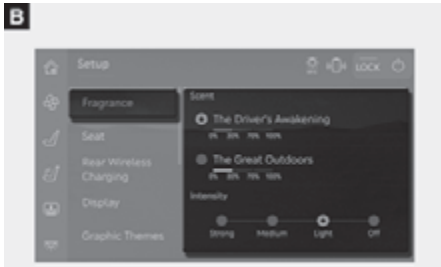 B
Setup
LOCK
Fragrance
Seat
Rear Wireless
Charging
Display
Graphic Themes
Scent
The Driver's Awakening
0% 30% 70% 100%
The Great Outdoors
0% 30% 70% 100%
Intensity
Strong Medium Light Off